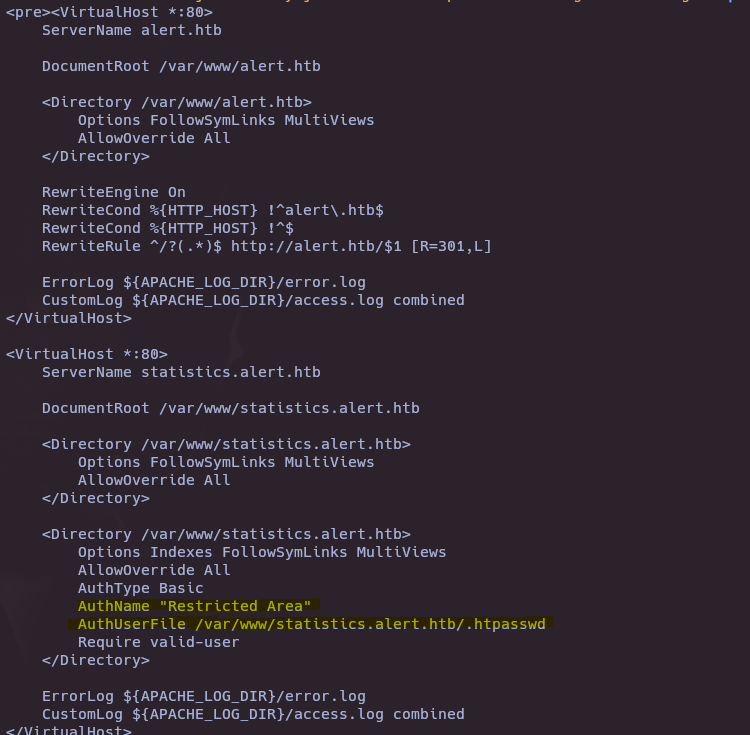 <pre><VirtualHost *:80>
    ServerName alert.htb

    DocumentRoot /var/www/alert.htb

    <Directory /var/www/alert.htb>
        Options FollowSymLinks MultiViews
        AllowOverride All
    </Directory>

    RewriteEngine On
    RewriteCond %{HTTP_HOST} !^alert\.htb$
    RewriteCond %{HTTP_HOST} !^$
    RewriteRule ^/?(.*)$ http://alert.htb/$1 [R=301,L]

    ErrorLog ${APACHE_LOG_DIR}/error.log
    CustomLog ${APACHE_LOG_DIR}/access.log combined
</VirtualHost>

<VirtualHost *:80>
    ServerName statistics.alert.htb

    DocumentRoot /var/www/statistics.alert.htb

    <Directory /var/www/statistics.alert.htb>
        Options FollowSymLinks MultiViews
        AllowOverride All
    </Directory>

    <Directory /var/www/statistics.alert.htb>
        Options Indexes FollowSymLinks MultiViews
        AllowOverride All
        AuthType Basic
        AuthName "Restricted Area"
        AuthUserFile /var/www/statistics.alert.htb/.htpasswd
        Require valid-user
    </Directory>

    ErrorLog ${APACHE_LOG_DIR}/error.log
    CustomLog ${APACHE_LOG_DIR}/access.log combined
</VirtualHost>